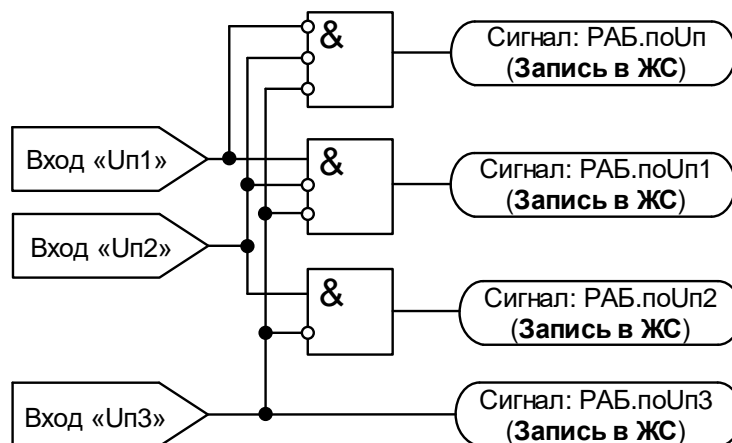 &
Сигнал: РАБ.поUп
(Запись в ЖС)
Вход «Uп1»
&
Сигнал: РАБ.поUп1
(Запись в ЖС)
Вход «Uп2»
&
Сигнал: РАБ.поUп2
(Запись в ЖС)
Вход «Uп3»
Сигнал: РАБ.поUп3
(Запись в ЖС)